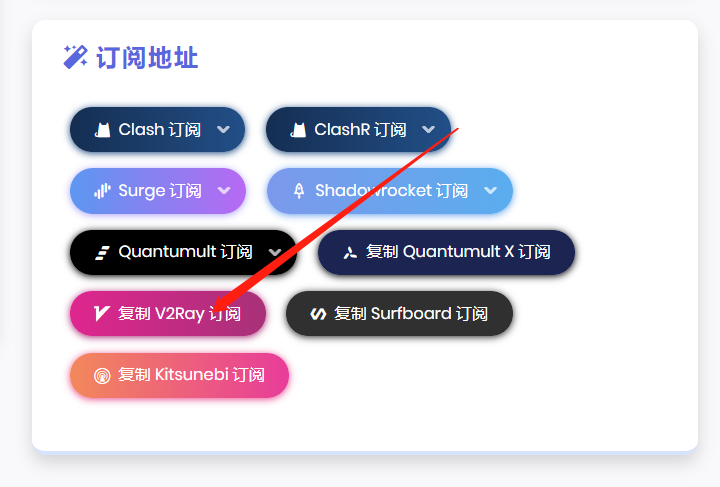 订阅地址
Clash 订阅
ClashR 订阅
Surge 订阅
Shadowrocket 订阅
Quantumult 订阅
复制 Quantumult X 订阅
复制 V2Ray 订阅
复制 Surfboard 订阅
复制 Kitsunebi 订阅